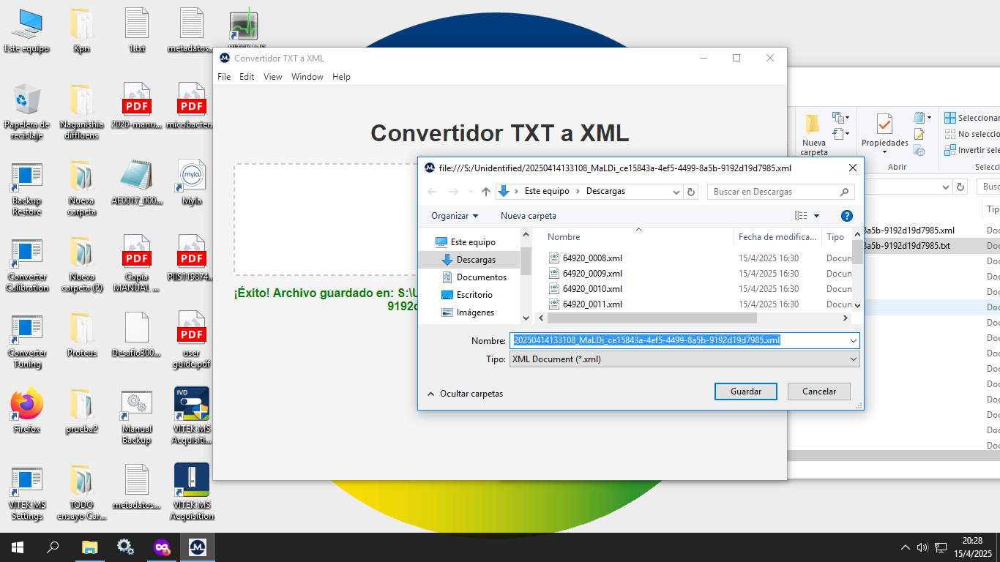 Este equipo
Kpn
1.txt
metadatos...
VITEK MS
Papelera de
reciclaje
Naganishia
diffluens
2020-manu...
micobacter...
Backup
Restore
Nueva
carpeta
AE0017_000...
Myla
Converter
Calibration
Nueva
carpeta (2)
Copia
MANUAL ...
PIIS119874...
Converter
Tuning
Proteus
Desafio300...
user
guide.pdf
Firefox
prueba2
Manual
Backup
VITEK MS
Acquisiti...
VITEK MS
Settings
TODO
ensayo Car...
metadatos...
VITEK MS
Acquisition
PDF
PDF
myla
PDF
PDF
PDF
IVD
Convertidor TXT a XML
File Edit View Window Help
Convertidor TXT a XML
¡Éxito! Archivo guardado en: S:\U
9192d
file:///S:/Unidentified/20250414133108_MaLDi_ce15843a-4ef5-4499-8a5b-9192d19d7985.xml
Este equipo > Descargas
Buscar en Descargas
Organizar Nueva carpeta
Este equipo
Descargas
Documentos
Escritorio
Imágenes
Nombre Fecha de modifica... Tipo
64920_0008.xml 15/4/2025 16:30 Docun
64920_0009.xml 15/4/2025 16:30 Docun
64920_0010.xml 15/4/2025 16:30 Docun
64920_0011.xml 15/4/2025 16:30 Docun
Nombre: 20250414133108_MaLDi_ce15843a-4ef5-4499-8a5b-9192d19d7985.xml
Tipo: XML Document (*.xml)
Ocultar carpetas
Guardar Cancelar
Nueva
carpeta
Propiedades
Abrir
Seleccionar
No seleccio
Invertir sele
Selecci
Busc
Tip
8a5b-9192d19d7985.xml Doc
8a5b-9192d19d7985.txt Doc
Doc
Doc
Doc
Doc
Doc
Doc
Doc
Doc
Doc
Doc
Doc
Doc
Doc
20:28
15/4/2025